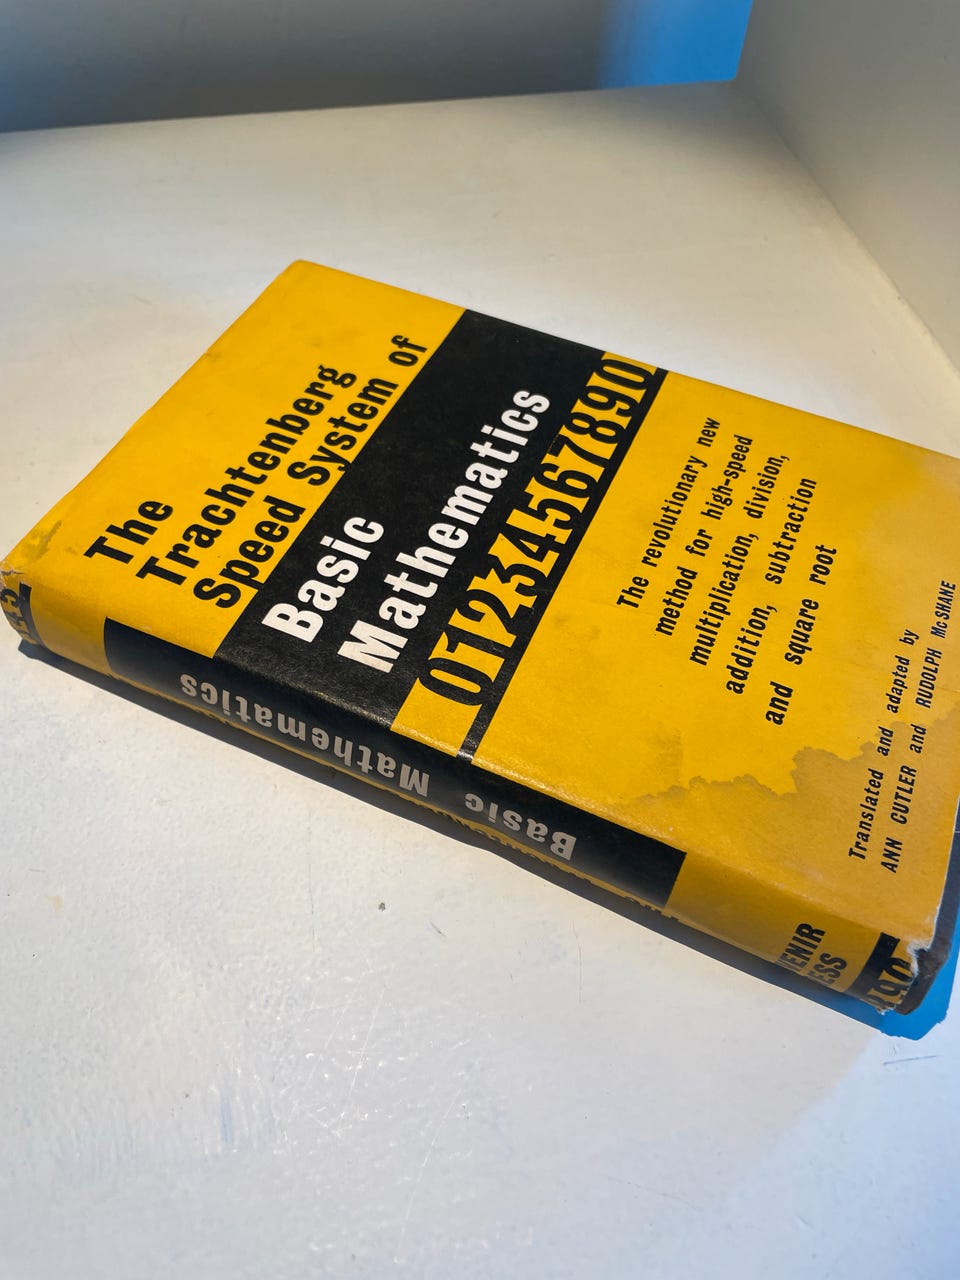 The
Trachtenberg
Speed System of
Basic
Mathematics
01234567890
The revolutionary new
method for high-speed
multiplication, division,
addition, subtraction
and square root
Translated and adapted by
ANN CUTLER and RUDOLPH McSHANE
Basic Mathematics